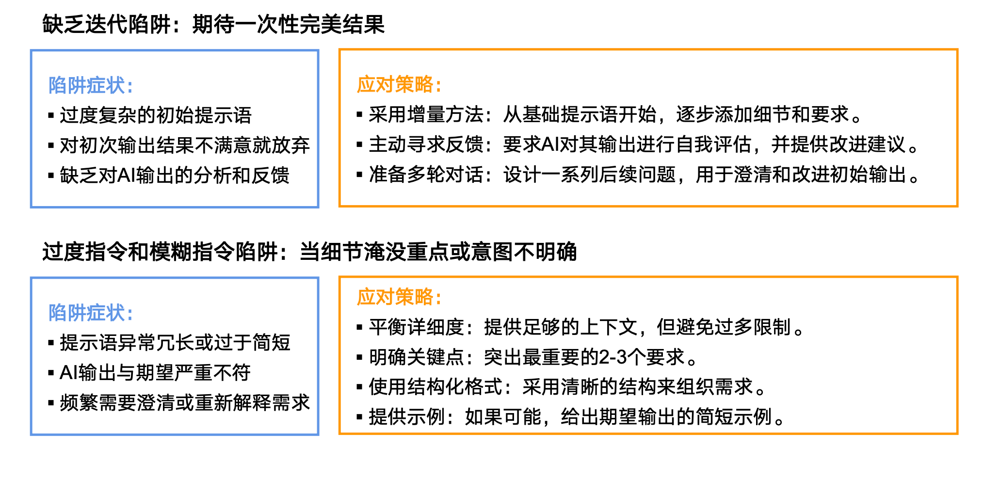 缺乏迭代陷阱：期待一次性完美结果
陷阱症状：
▪ 过度复杂的初始提示语
▪ 对初次输出结果不满意就放弃
▪ 缺乏对AI输出的分析和反馈
应对策略：
▪ 采用增量方法：从基础提示语开始，逐步添加细节和要求。
▪ 主动寻求反馈：要求AI对其输出进行自我评估，并提供改进建议。
▪ 准备多轮对话：设计一系列后续问题，用于澄清和改进初始输出。
过度指令和模糊指令陷阱：当细节淹没重点或意图不明确
陷阱症状：
▪ 提示语异常冗长或过于简短
▪ AI输出与期望严重不符
▪ 频繁需要澄清或重新解释需求
应对策略：
▪ 平衡详细度：提供足够的上下文，但避免过多限制。
▪ 明确关键点：突出最重要的2-3个要求。
▪ 使用结构化格式：采用清晰的结构来组织需求。
▪ 提供示例：如果可能，给出期望输出的简短示例。